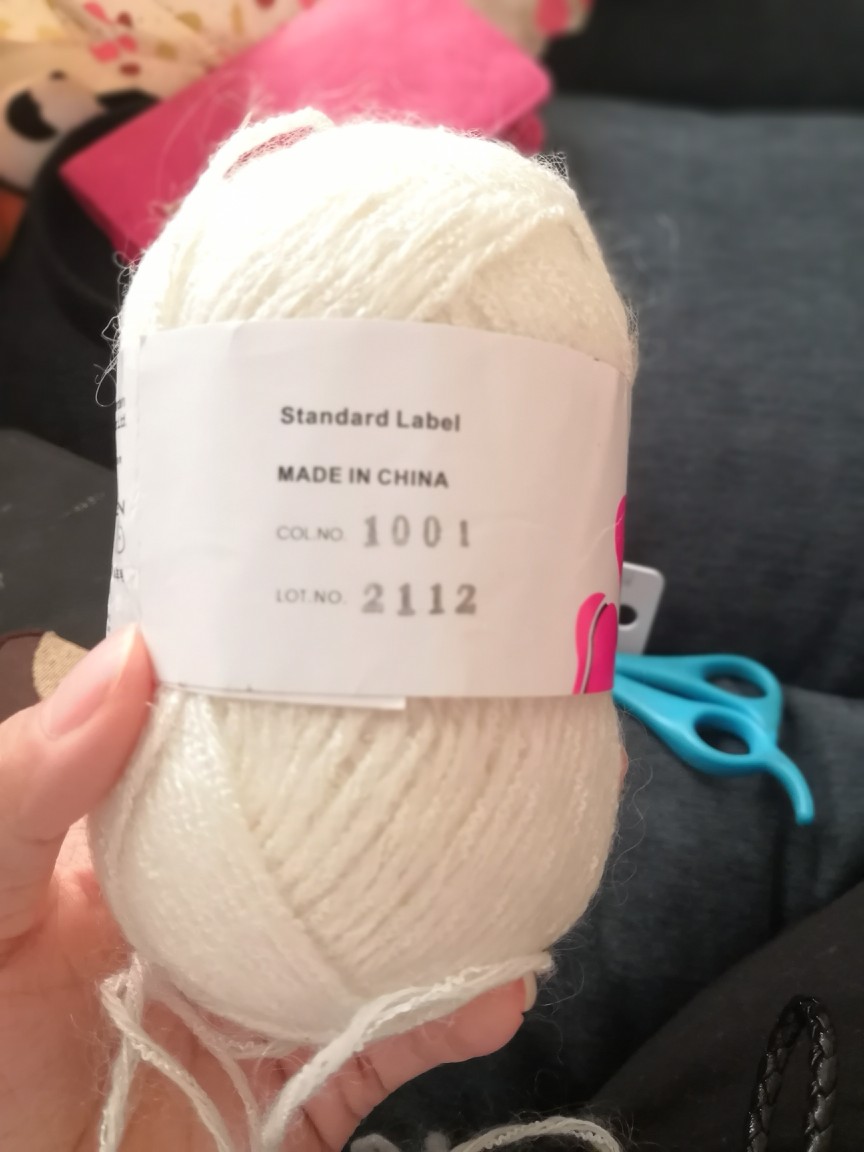 Standard Label
MADE IN CHINA
COL.NO. 1001
LOT.NO. 2112